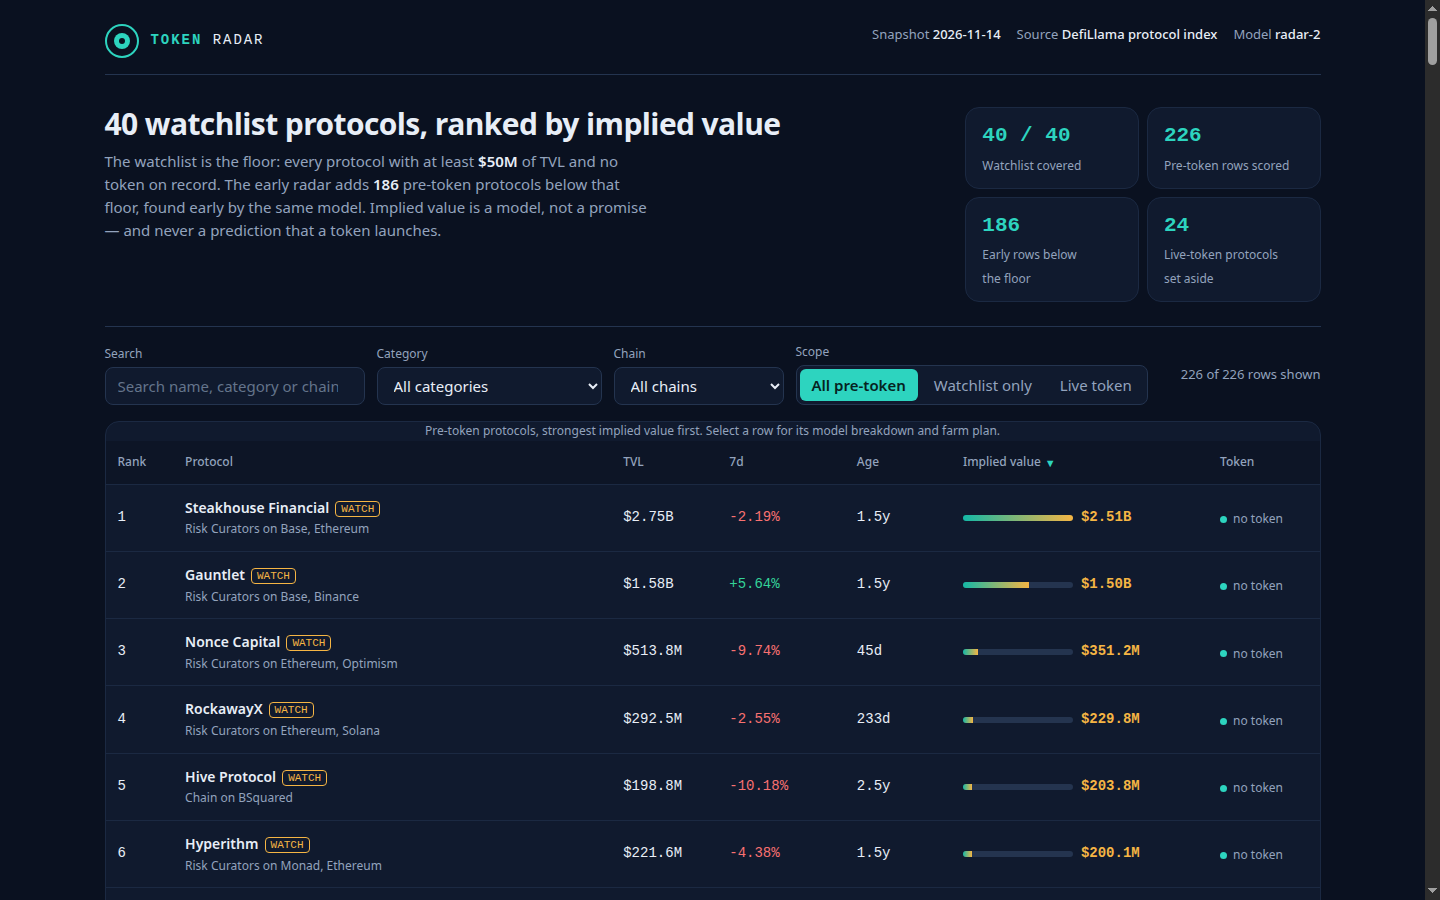 TOKEN RADAR
Snapshot 2026-11-14 Source DefiLlama protocol index Model radar-2
40 watchlist protocols, ranked by implied value
The watchlist is the floor: every protocol with at least $50M of TVL and no
token on record. The early radar adds 186 pre-token protocols below that
floor, found early by the same model. Implied value is a model, not a promise
— and never a prediction that a token launches.
40 / 40
Watchlist covered
226
Pre-token rows scored
186
Early rows below
the floor
24
Live-token protocols
set aside
Search
Search name, category or chain
Category
All categories
Chain
All chains
Scope
All pre-token Watchlist only Live token
226 of 226 rows shown
Pre-token protocols, strongest implied value first. Select a row for its model breakdown and farm plan.
Rank Protocol TVL 7d Age Implied value ▼ Token
1 Steakhouse Financial WATCH $2.75B -2.19% 1.5y $2.51B no token
Risk Curators on Base, Ethereum
2 Gauntlet WATCH $1.58B +5.64% 1.5y $1.50B no token
Risk Curators on Base, Binance
3 Nonce Capital WATCH $513.8M -9.74% 45d $351.2M no token
Risk Curators on Ethereum, Optimism
4 RockawayX WATCH $292.5M -2.55% 233d $229.8M no token
Risk Curators on Ethereum, Solana
5 Hive Protocol WATCH $198.8M -10.18% 2.5y $203.8M no token
Chain on BSquared
6 Hyperithm WATCH $221.6M -4.38% 1.5y $200.1M no token
Risk Curators on Monad, Ethereum